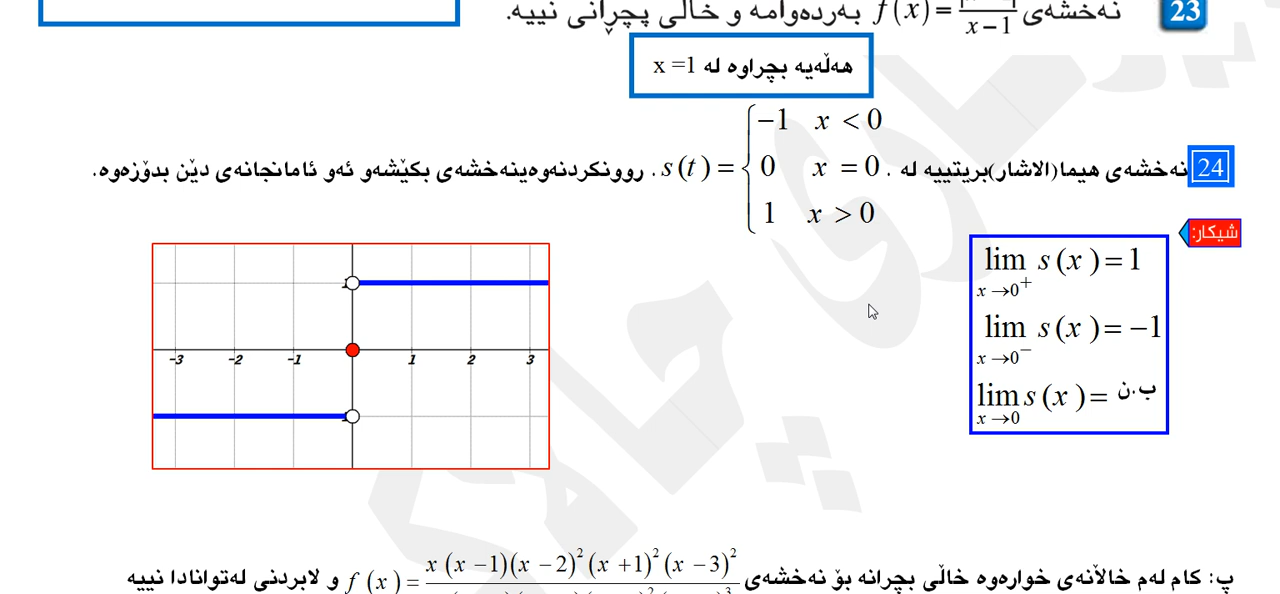 23 نەخشەی f(x)= x−1 بەردەوامە و خاڵی پچڕانی نییە.
هەڵەیە بچراوە لە x =1
24 نەخشەی هیما(الاشار)بریتییە لە . s(t)= { −1 x < 0 ; 0 x = 0 ; 1 x > 0 . روونکردنەوەینەخشەی بکێشەو ئەو ئامانجانەی دێن بدۆزەوە.
شیکار:
lim s(x)=1
x→0⁺
lim s(x)= −1
x→0⁻
lim s(x)= ب.ن
x→0
-3 -2 -1 1 2 3
پ: کام لەم خاڵانەی خوارەوە خاڵی بچرانە بۆ نەخشەی f(x)= x(x−1)(x−2)²(x+1)²(x−3)² و لابردنی لەتوانادا نییە